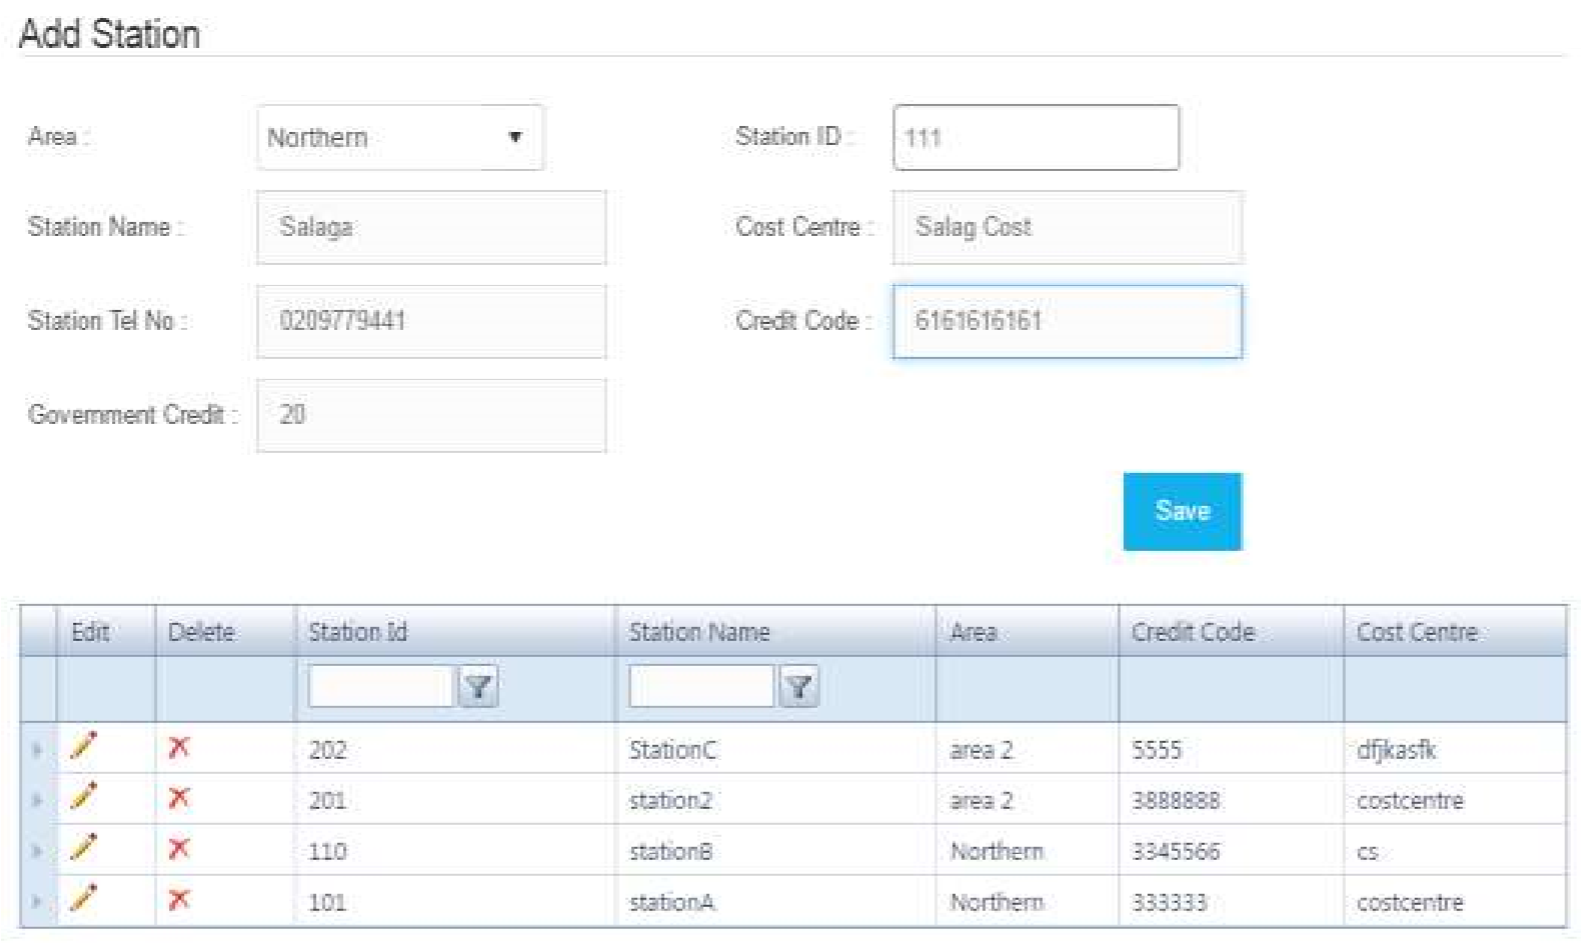 Add Station
Area : Northern Station ID : 111
Station Name : Salaga Cost Centre : Salag Cost
Station Tel No : 0209779441 Credit Code : 6161616161
Government Credit : 20
Save
Edit Delete Station Id Station Name Area Credit Code Cost Centre
202 StationC area 2 5555 dfjkasfk
201 station2 area 2 3888888 costcentre
110 stationB Northern 3345566 cs
101 stationA Northern 333333 costcentre